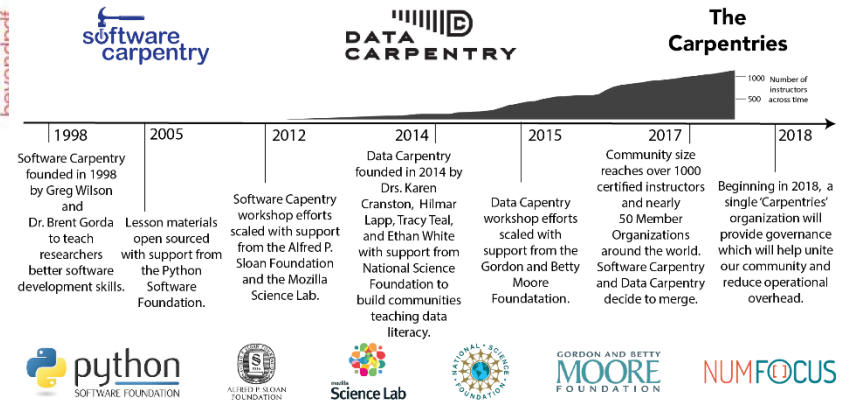 beyondpdf
software
carpentry
DATA
CARPENTRY
The
Carpentries
1000
500
Number of
instructors
across time
1998
Software Carpentry
founded in 1998
by Greg Wilson
and
Dr. Brent Gorda
to teach
researchers
better software
development skills.
2005
Lesson materials
open sourced
with support from
the Python
Software
Foundation.
2012
Software Capentry
workshop efforts
scaled with support
from the Alfred P.
Sloan Foundation
and the Mozilla
Science Lab.
2014
Data Carpentry
founded in 2014 by
Drs. Karen
Cranston, Hilmar
Lapp, Tracy Teal,
and Ethan White
with support from
National Science
Foundation to
build communities
teaching data
literacy.
2015
Data Capentry
workshop efforts
scaled with
support from the
Gordon and Betty
Moore
Foundatation.
2017
Community size
reaches over 1000
certified instructors
and nearly
50 Member
Organizations
around the world.
Software Carpentry
and Data Carpentry
decide to merge.
2018
Beginning in 2018, a
single 'Carpentries'
organization will
provide governance
which will help unite
our community and
reduce operational
overhead.
python
SOFTWARE FOUNDATION
ALFRED P. SLOAN
FOUNDATION
mozilla
Science Lab
NATIONAL SCIENCE
FOUNDATION
GORDON AND BETTY
MOORE
FOUNDATION
NUMFOCUS